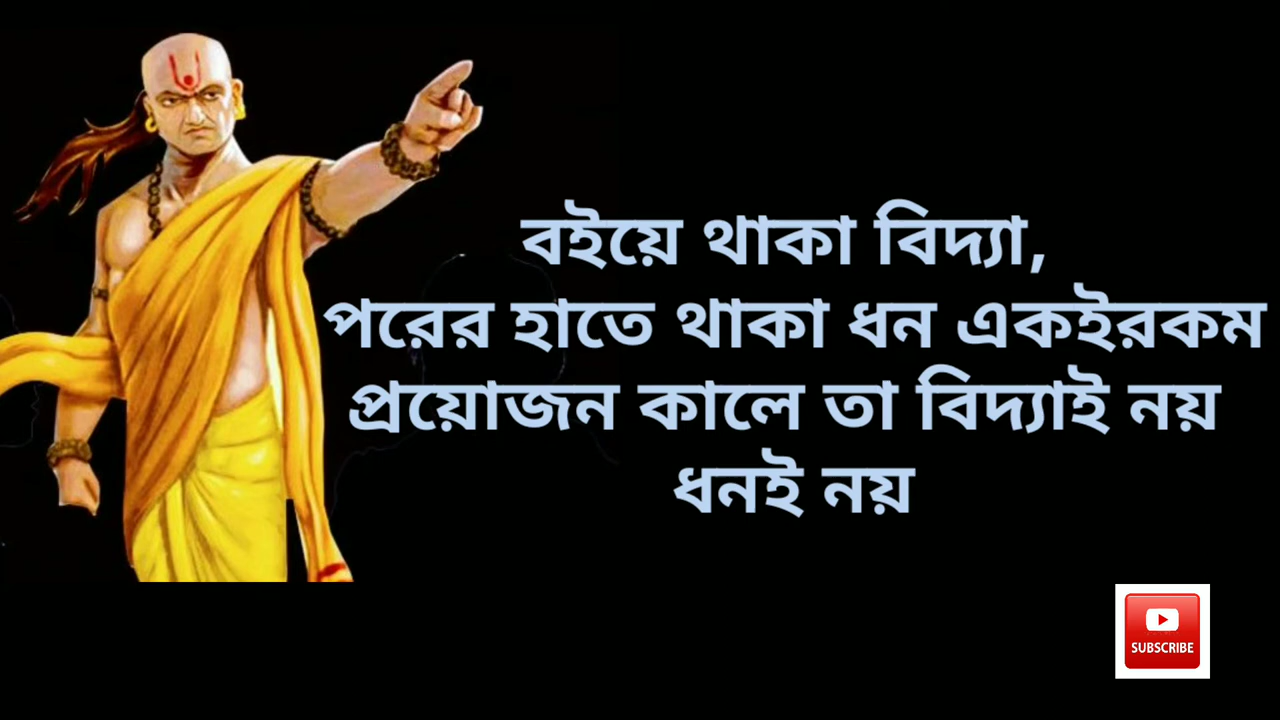 বইয়ে থাকা বিদ্যা,
পরের হাতে থাকা ধন একইরকম
প্রয়োজন কালে তা বিদ্যাই নয়
ধনই নয়
SUBSCRIBE